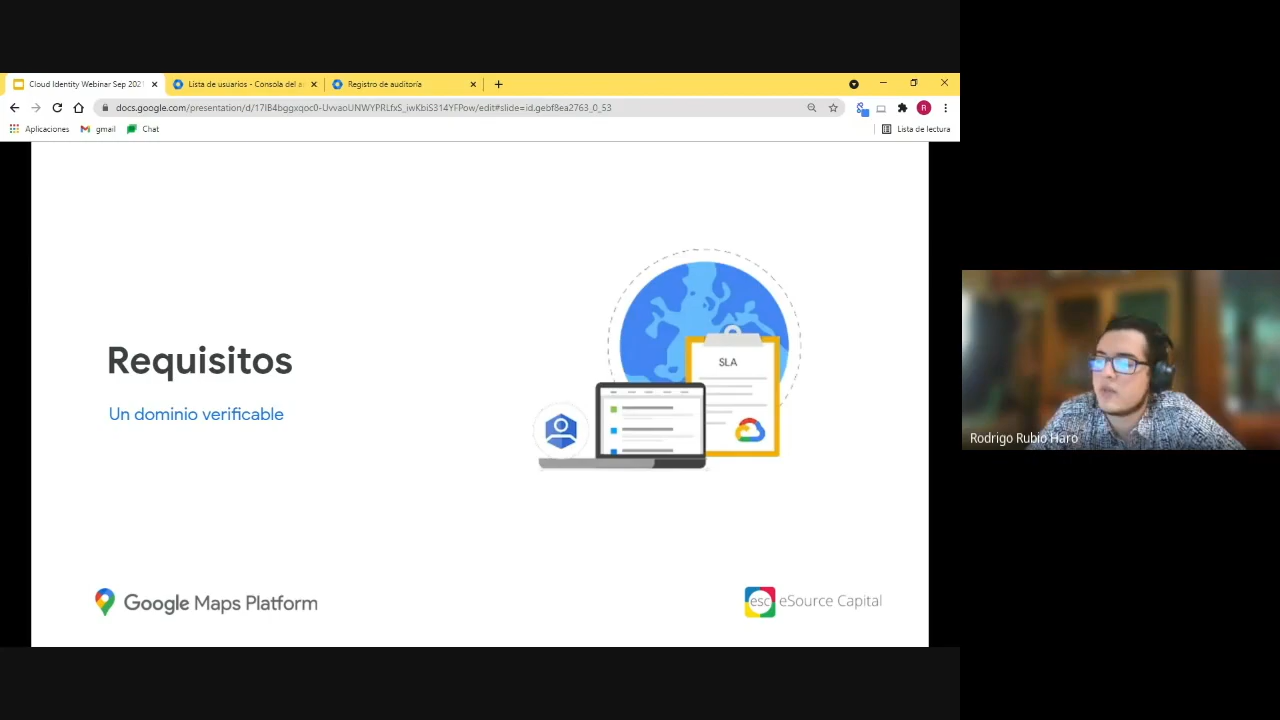 Cloud Identity Webinar Sep 202
Lista de usuarios - Consola del a
Registro de auditoría
docs.google.com/presentation/d/17IB4bggxqoc0-UvvaoUNWYPRLfxS_iwKbiS314YFPow/edit#slide=id.gebf8ea2763_0_53
R
Aplicaciones
gmail
Chat
Lista de lectura
SLA
Requisitos
Un dominio verificable
Rodrigo Rubio Haro
Google Maps Platform
esc eSource Capital